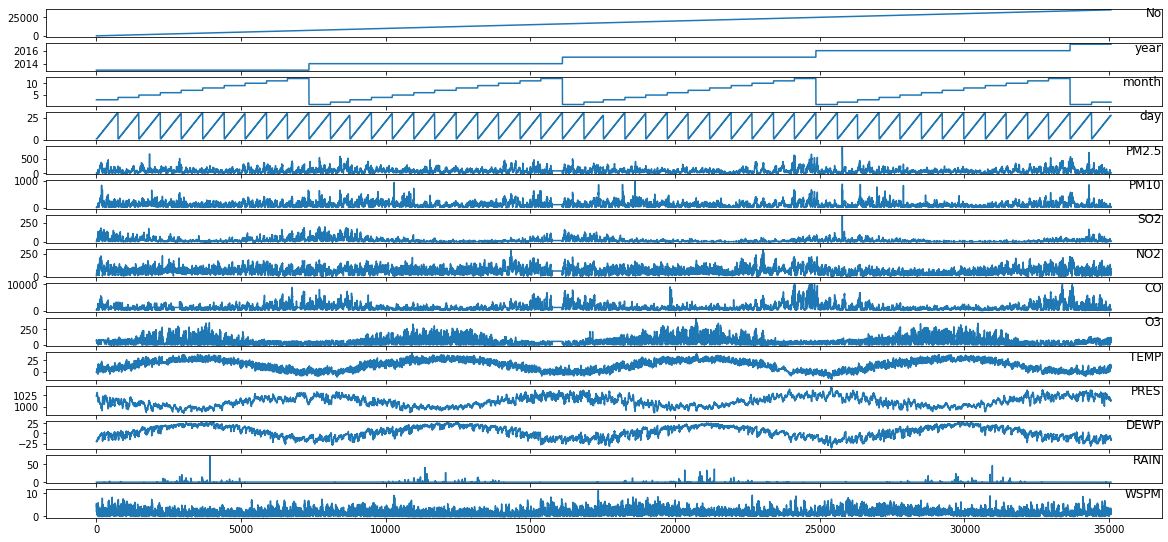 25000
0
No
2016
2014
year
10
5
month
25
0
day
500
0
PM2.5
1000
0
PM10
250
0
SO2
250
0
NO2
10000
0
CO
250
0
O3
25
0
TEMP
1025
1000
PRES
25
0
−25
DEWP
50
0
RAIN
10
0
WSPM
0 5000 10000 15000 20000 25000 30000 35000